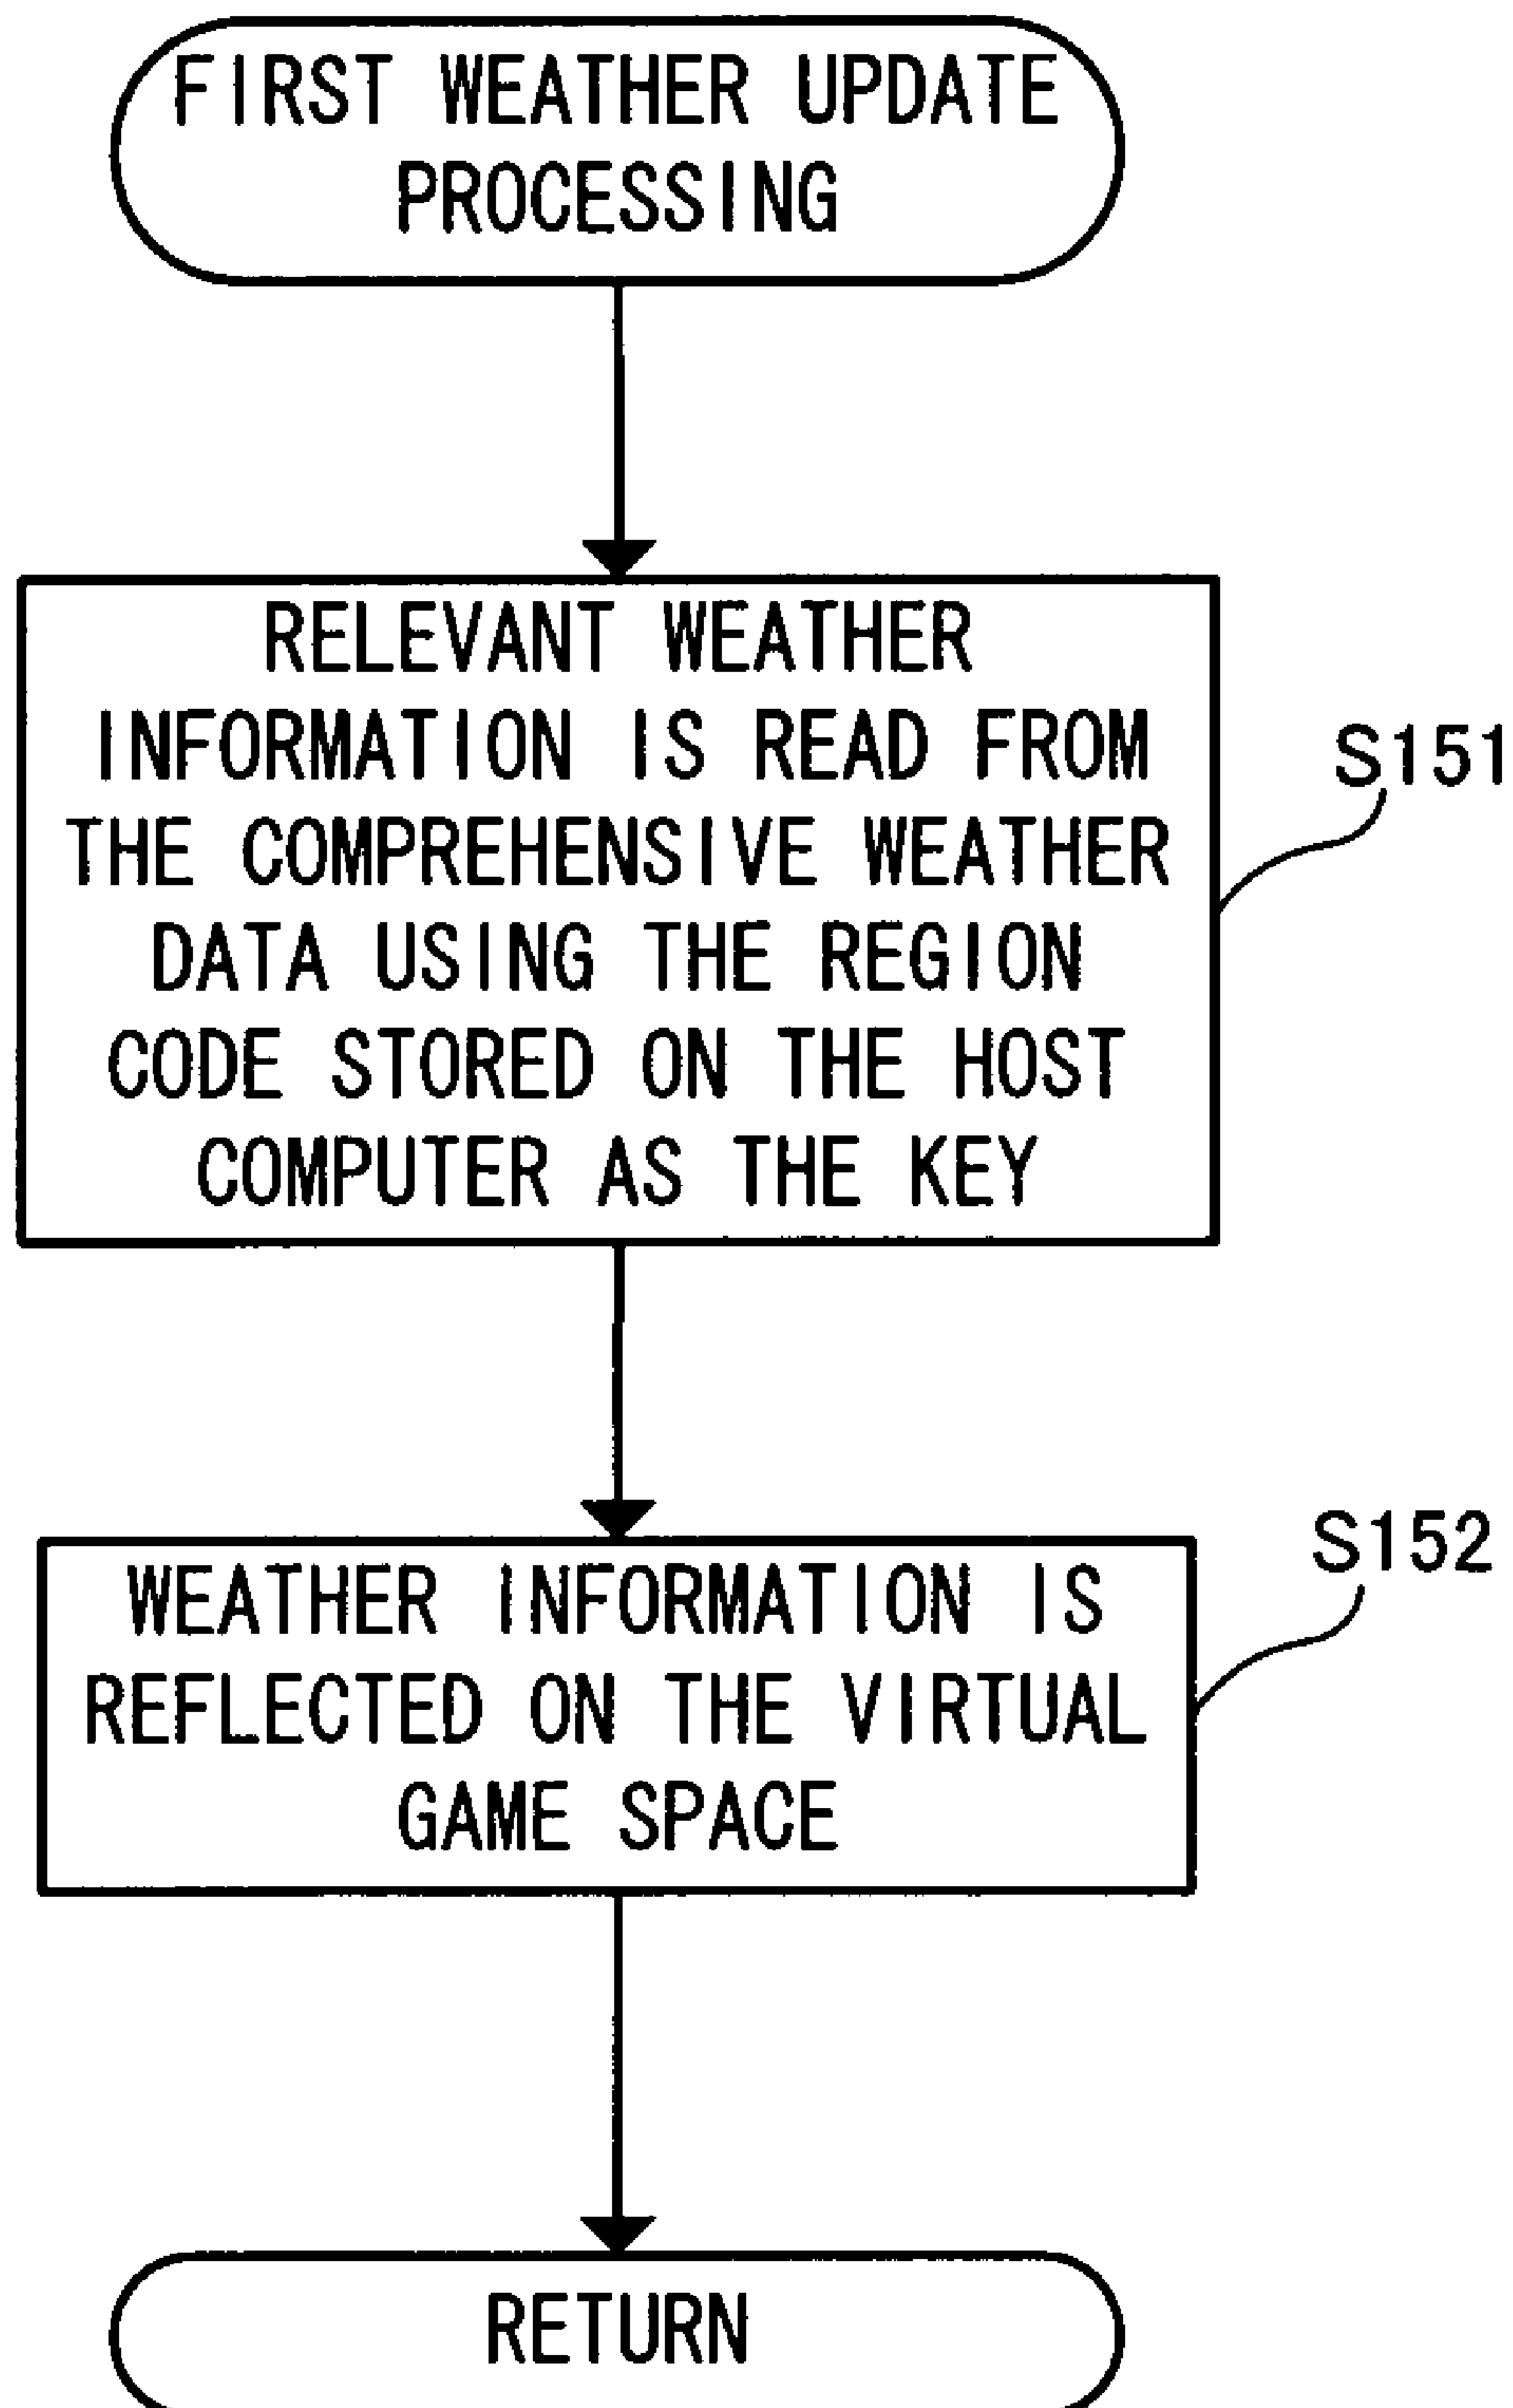 FIRST WEATHER UPDATE
PROCESSING
RELEVANT WEATHER
INFORMATION IS READ FROM
THE COMPREHENSIVE WEATHER
DATA USING THE REGION
CODE STORED ON THE HOST
COMPUTER AS THE KEY
S151
WEATHER INFORMATION IS
REFLECTED ON THE VIRTUAL
GAME SPACE
S152
RETURN